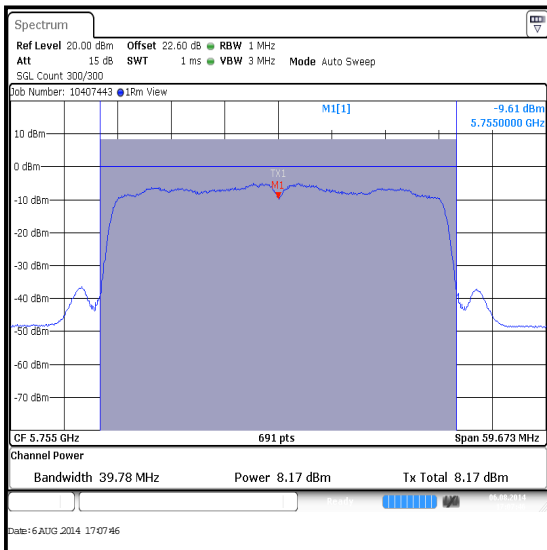 Spectrum
Ref Level 20.00 dBm Offset 22.60 dB RBW 1 MHz
Att 15 dB SWT 1 ms VBW 3 MHz Mode Auto Sweep
SGL Count 300/300
Job Number: 10407443 1Rm View
M1[1] -9.61 dBm
5.7550000 GHz
10 dBm
0 dBm
TX1
M1
-10 dBm
-20 dBm
-30 dBm
-40 dBm
-50 dBm
-60 dBm
-70 dBm
CF 5.755 GHz 691 pts Span 59.673 MHz
Channel Power
Bandwidth 39.78 MHz Power 8.17 dBm Tx Total 8.17 dBm
Ready 06.08.2014
Date: 6.AUG.2014 17:07:46